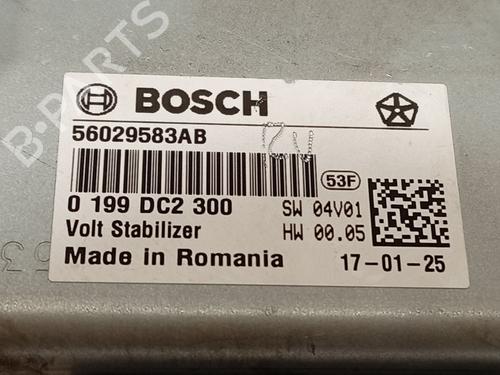 BOSCH
56029583AB
53F
0 199 DC2 300 SW 04V01
Volt Stabilizer HW 00.05
Made in Romania 17-01-25
B-PARTS